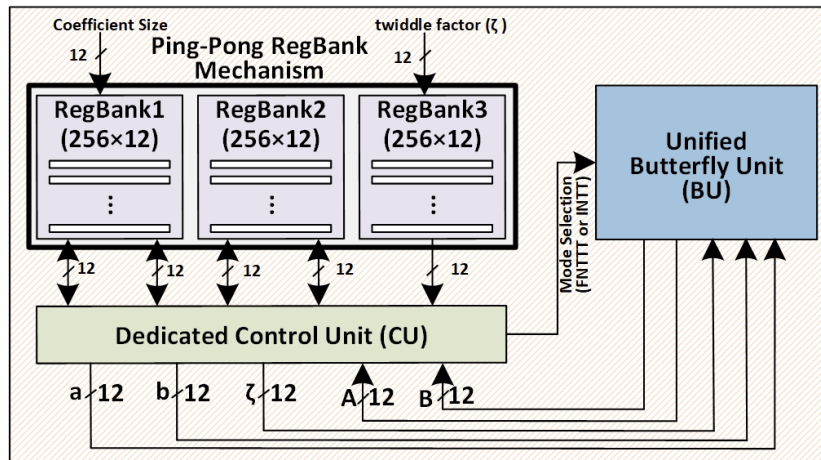 Coefficient Size
twiddle factor (ζ )
12
12
Ping-Pong RegBank
Mechanism
RegBank1
(256×12)
RegBank2
(256×12)
RegBank3
(256×12)
Unified
Butterfly Unit
(BU)
Mode Selection
(FNTTT or INTT)
12
12
12
12
12
Dedicated Control Unit (CU)
a 12
b 12
ζ 12
A 12
B 12